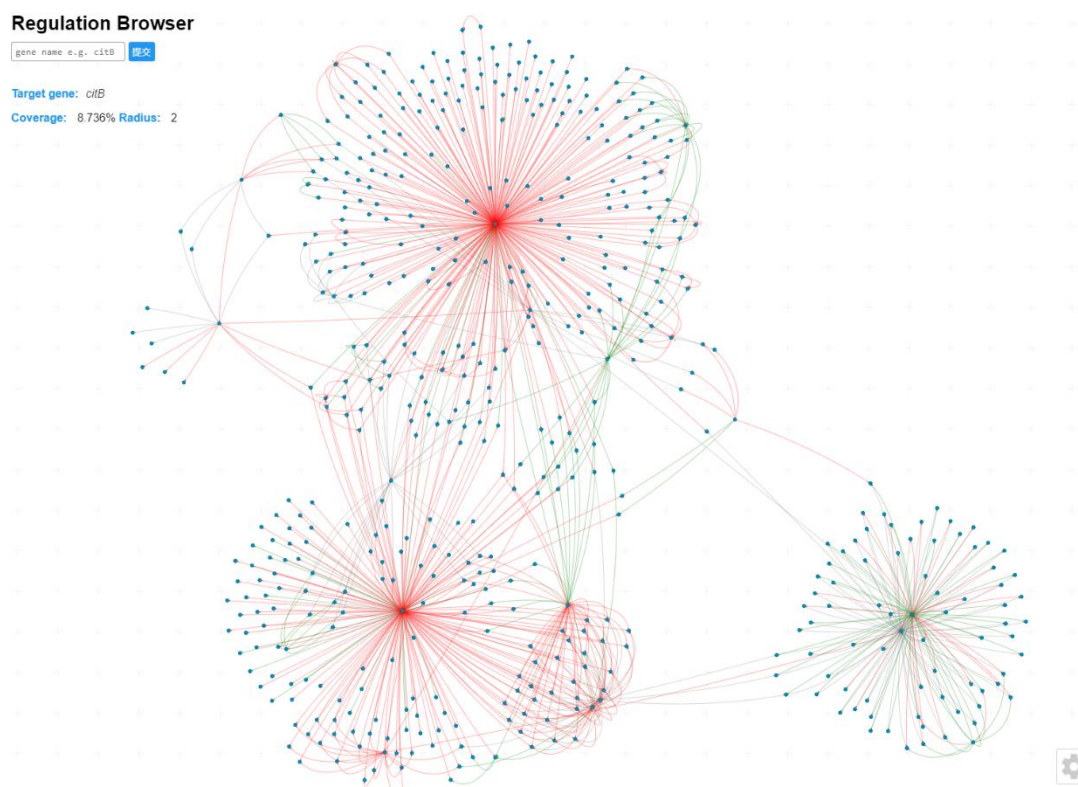 Regulation Browser
gene name e.g. citB 提交
Target gene: citB
Coverage: 8.736% Radius: 2